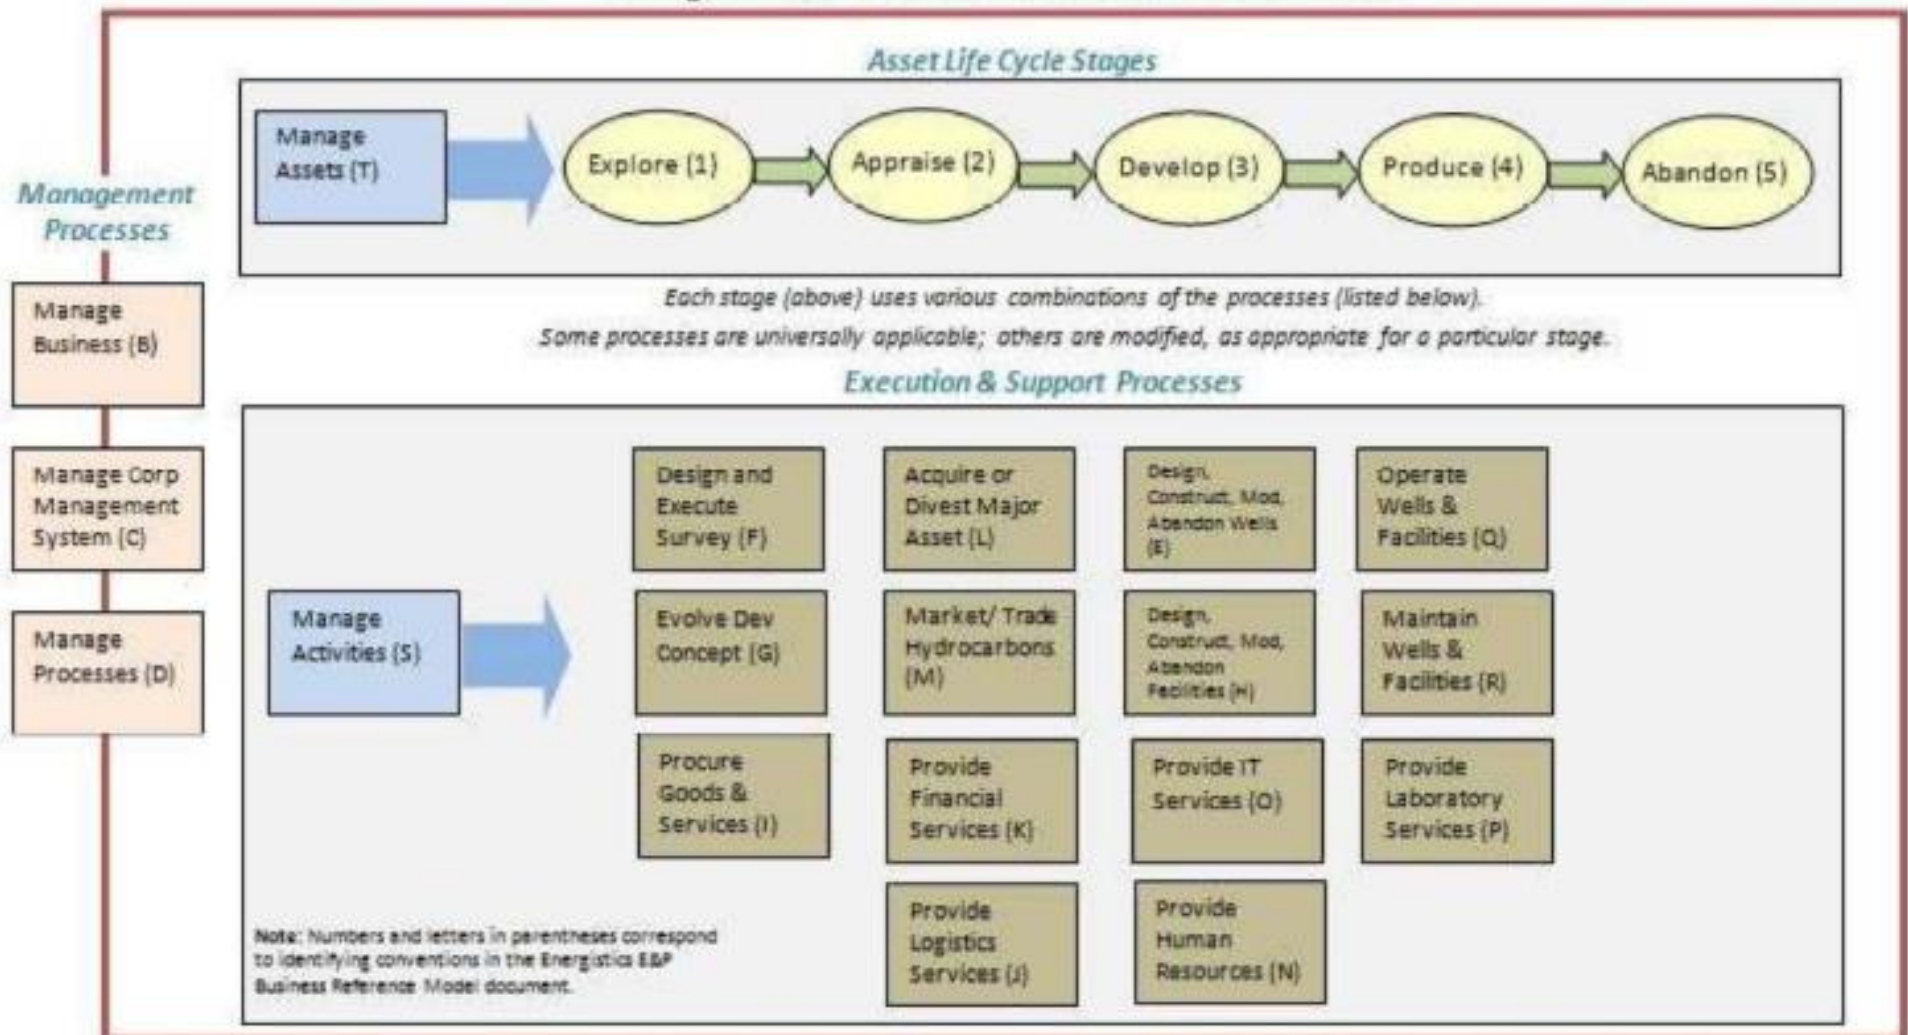 Asset Life Cycle Stages
Manage
Assets (T)
Explore (1)
Appraise (2)
Develop (3)
Produce (4)
Abandon (5)
Management
Processes
Manage
Business (B)
Manage Corp
Management
System (C)
Manage
Processes (D)
Each stage (above) uses various combinations of the processes (listed below).
Some processes are universally applicable; others are modified, as appropriate for a particular stage.
Execution & Support Processes
Manage
Activities (S)
Design and
Execute
Survey (F)
Acquire or
Divest Major
Asset (L)
Design,
Construct, Mod,
Abandon Wells
(E)
Operate
Wells &
Facilities (Q)
Evolve Dev
Concept (G)
Market/ Trade
Hydrocarbons
(M)
Design,
Construct, Mod,
Abandon
Facilities (H)
Maintain
Wells &
Facilities (R)
Procure
Goods &
Services (I)
Provide
Financial
Services (K)
Provide IT
Services (O)
Provide
Laboratory
Services (P)
Provide
Logistics
Services (J)
Provide
Human
Resources (N)
Note: Numbers and letters in parentheses correspond
to identifying conventions in the Energistics E&P
Business Reference Model document.